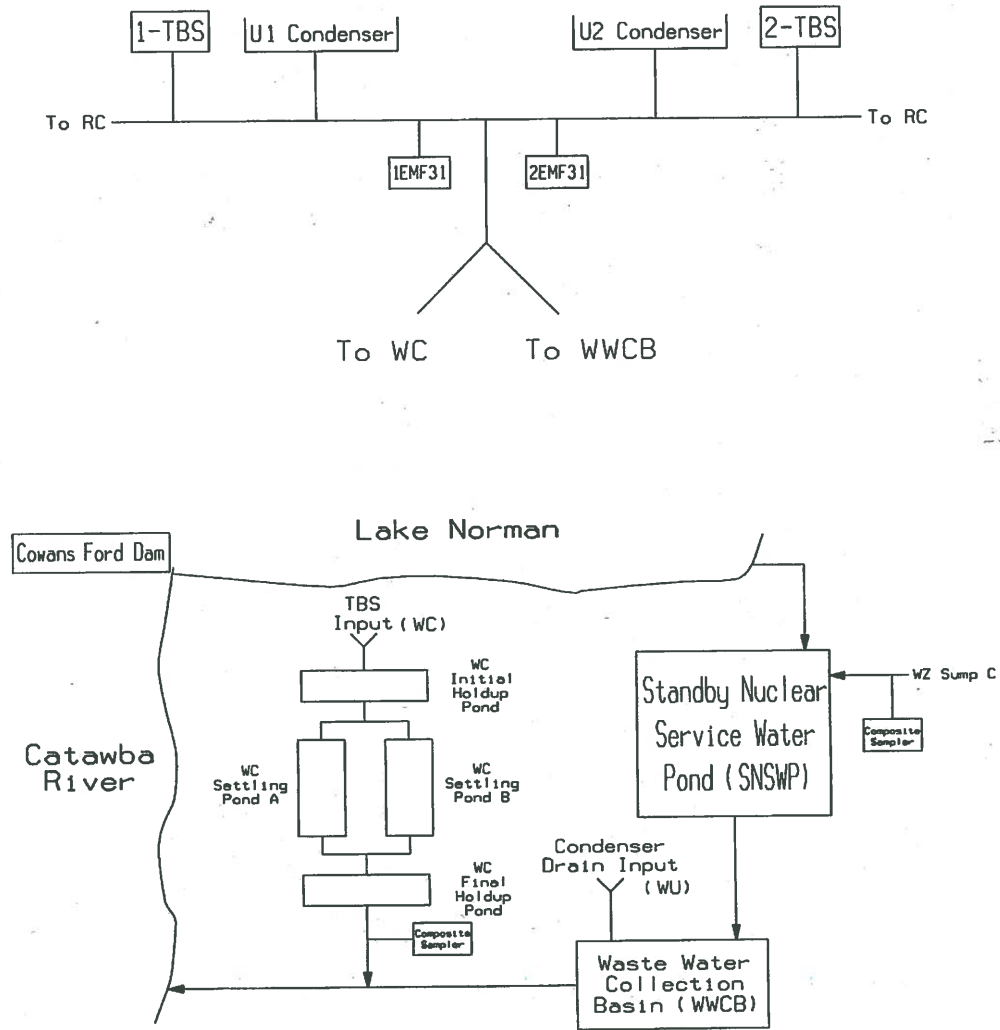 1-TBS
U1 Condenser
U2 Condenser
2-TBS
To RC
To RC
1EMF31
2EMF31
To WC
To WWCB
Lake Norman
Cowans Ford Dam
TBS
Input (WC)
WC
Initial
Holdup
Pond
WZ Sump C
Standby Nuclear
Service Water
Pond (SNSWP)
Composite
Sampler
Catawba
River
WC
Settling
Pond A
WC
Settling
Pond B
Condenser
Drain Input
(WU)
WC
Final
Holdup
Pond
Composite
Sampler
Waste Water
Collection
Basin (WWCB)